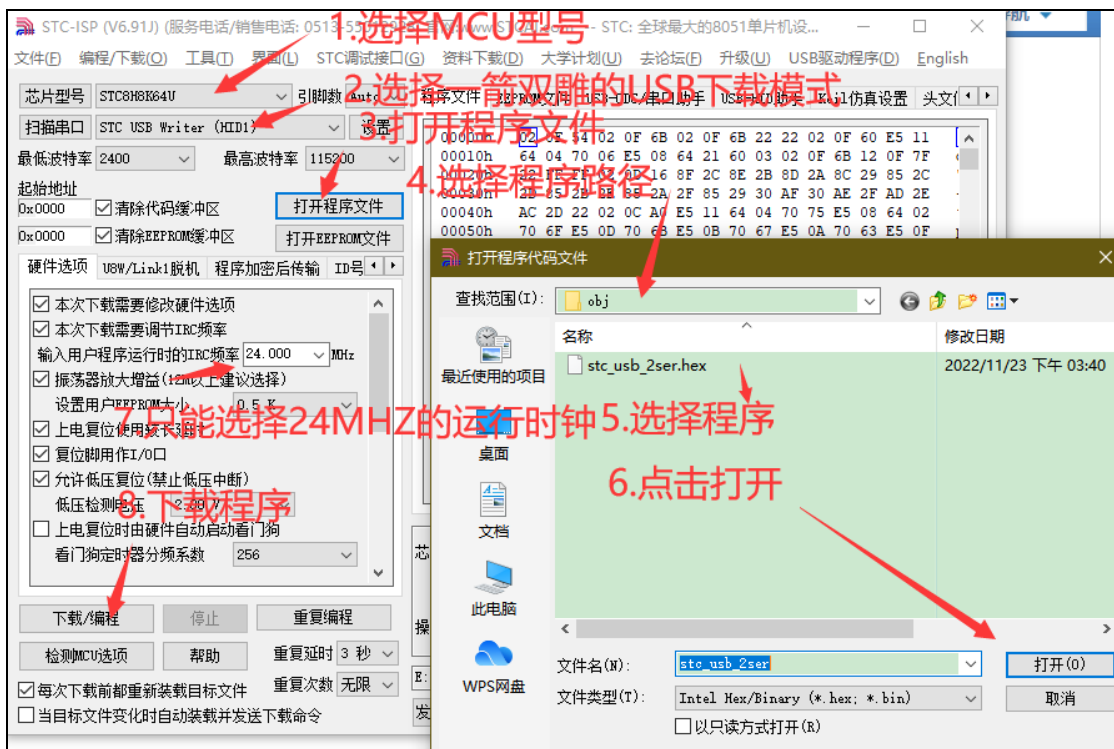 STC-ISP (V6.91J) (服务电话/销售电话: 0513-55 STC: 全球最大的8051单片机设...
1.选择MCU型号
文件(F) 编程/下载(O) 工具(T) 界面(L) STC调试接口(G) 资料下载(D) 大学计划(U) 去论坛(F) 升级(U) USB驱动程序(D) English
2.选择一箭双雕的USB下载模式
芯片型号 STC8H8K64U 引脚数 Auto 程序文件 EEPROM文件 USB-CDC/串口助手 USB-HID助手 Keil仿真设置 头文件
扫描串口 STC USB Writer (HID1) 设置
3.打开程序文件
最低波特率 2400 最高波特率 115200
4.选择程序路径
起始地址
0x0000 清除代码缓冲区 打开程序文件
0x0000 清除EEPROM缓冲区 打开EEPROM文件
00010h 64 04 70 06 E5 08 64 21 60 03 02 0F 6B 12 0F 7F
00040h AC 2D 22 02 0C A0 E5 11 64 04 70 75 E5 08 64 02
00050h 70 6F E5 0D 70 6B E5 0B 70 67 E5 0A 70 63 E5 0F
硬件选项 U8W/Link1脱机 程序加密后传输 ID号
本次下载需要修改硬件选项
本次下载需要调节IRC频率
输入用户程序运行时的IRC频率 24.000 MHz
振荡器放大增益(12M以上建议选择)
设置用户EEPROM大小 0.5 K
7.只能选择24MHZ的运行时钟
上电复位使用较长延时
复位脚用作I/O口
允许低压复位(禁止低压中断)
8.下载程序
低压检测电压
上电复位时由硬件自动启动看门狗
看门狗定时器分频系数 256
下载/编程 停止 重复编程
检测MCU选项 帮助 重复延时 3 秒
每次下载前都重新装载目标文件 重复次数 无限
当目标文件变化时自动装载并发送下载命令
芯
操
E:
发
打开程序代码文件
查找范围(I): obj
名称 修改日期
stc_usb_2ser.hex 2022/11/23 下午 03:40
最近使用的项目
桌面
文档
此电脑
WPS网盘
5.选择程序
6.点击打开
文件名(N): stc_usb_2ser 打开(O)
文件类型(T): Intel Hex/Binary (*.hex; *.bin) 取消
以只读方式打开(R)